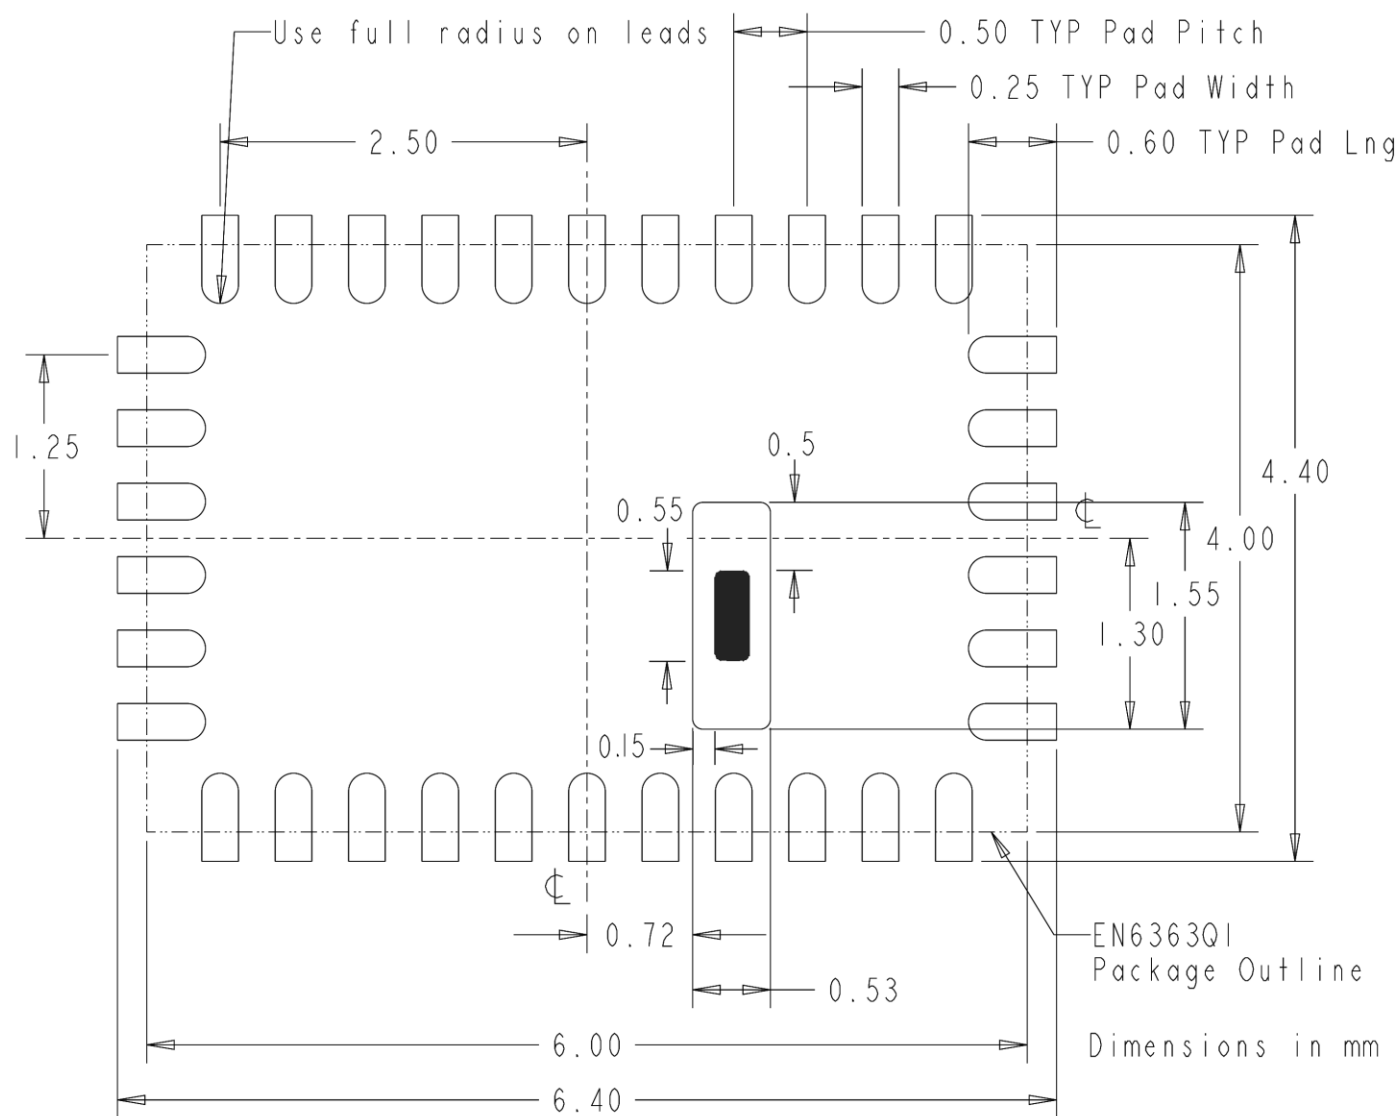 Use full radius on leads
0.50 TYP Pad Pitch
0.25 TYP Pad Width
2.50
0.60 TYP Pad Lng
1.25
0.5
4.40
0.55
℄
4.00
1.55
1.30
0.15
℄
0.72
EN6363QI
Package Outline
0.53
6.00
Dimensions in mm
6.40